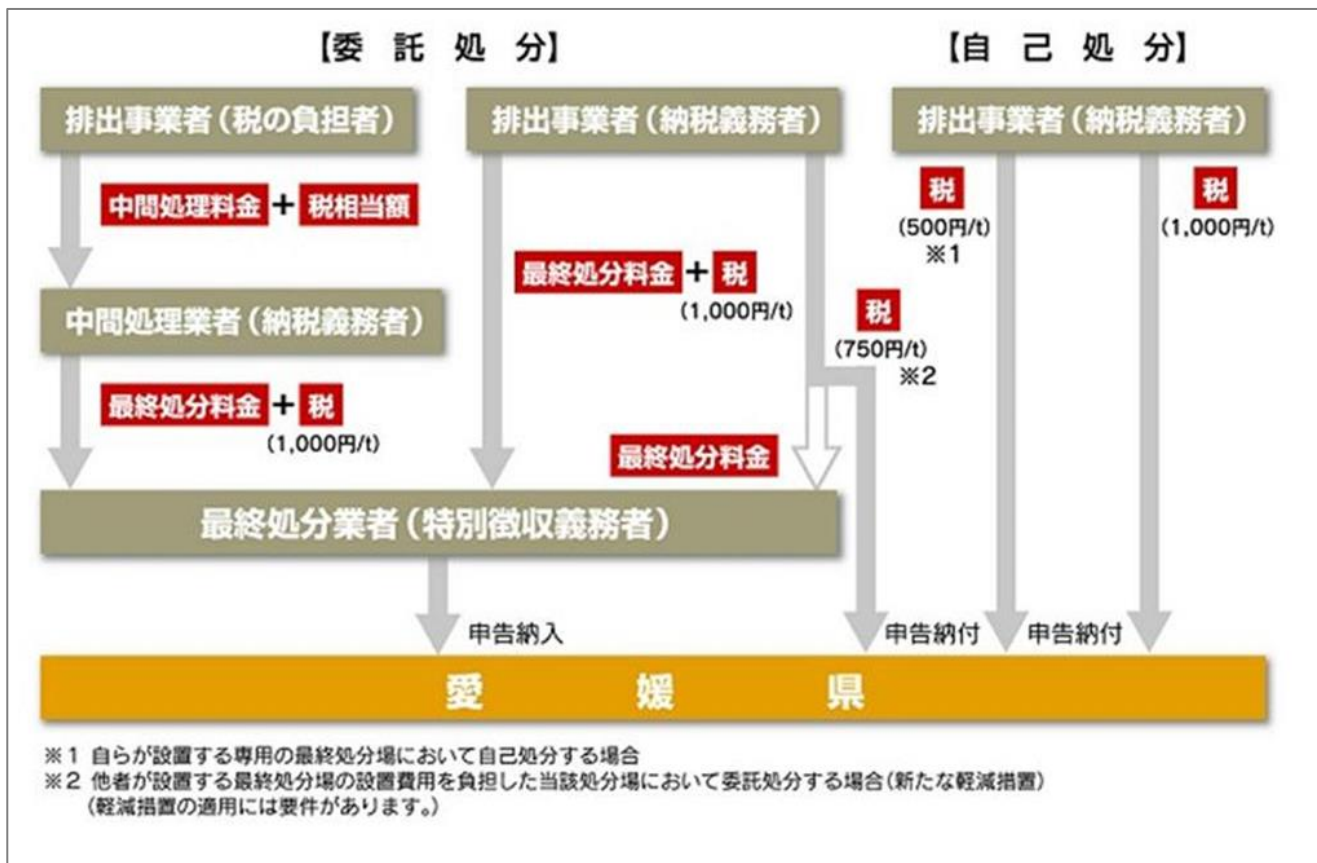 【委託処分】
【自己処分】
排出事業者(税の負担者)
排出事業者(納税義務者)
排出事業者(納税義務者)
中間処理料金+税相当額
税
(500円/t)
※1
税
(1,000円/t)
最終処分料金+税
(1,000円/t)
中間処理業者(納税義務者)
税
(750円/t)
※2
最終処分料金+税
(1,000円/t)
最終処分料金
最終処分業者(特別徴収義務者)
申告納入
申告納付
申告納付
愛媛県
※1 自らが設置する専用の最終処分場において自己処分する場合
※2 他者が設置する最終処分場の設置費用を負担した当該処分場において委託処分する場合(新たな軽減措置)
(軽減措置の適用には要件があります。)